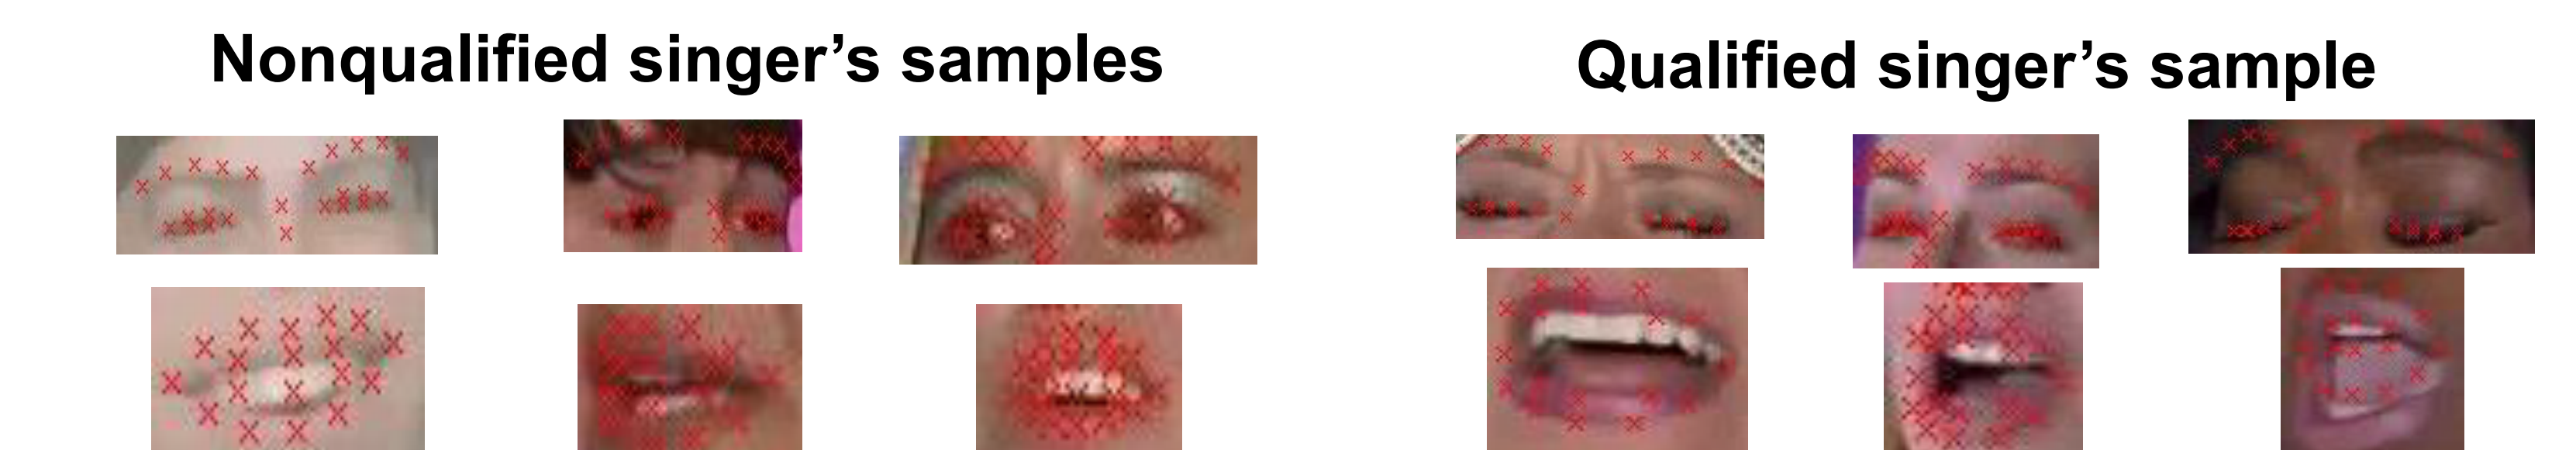 Nonqualified singer’s samples
Qualified singer’s sample